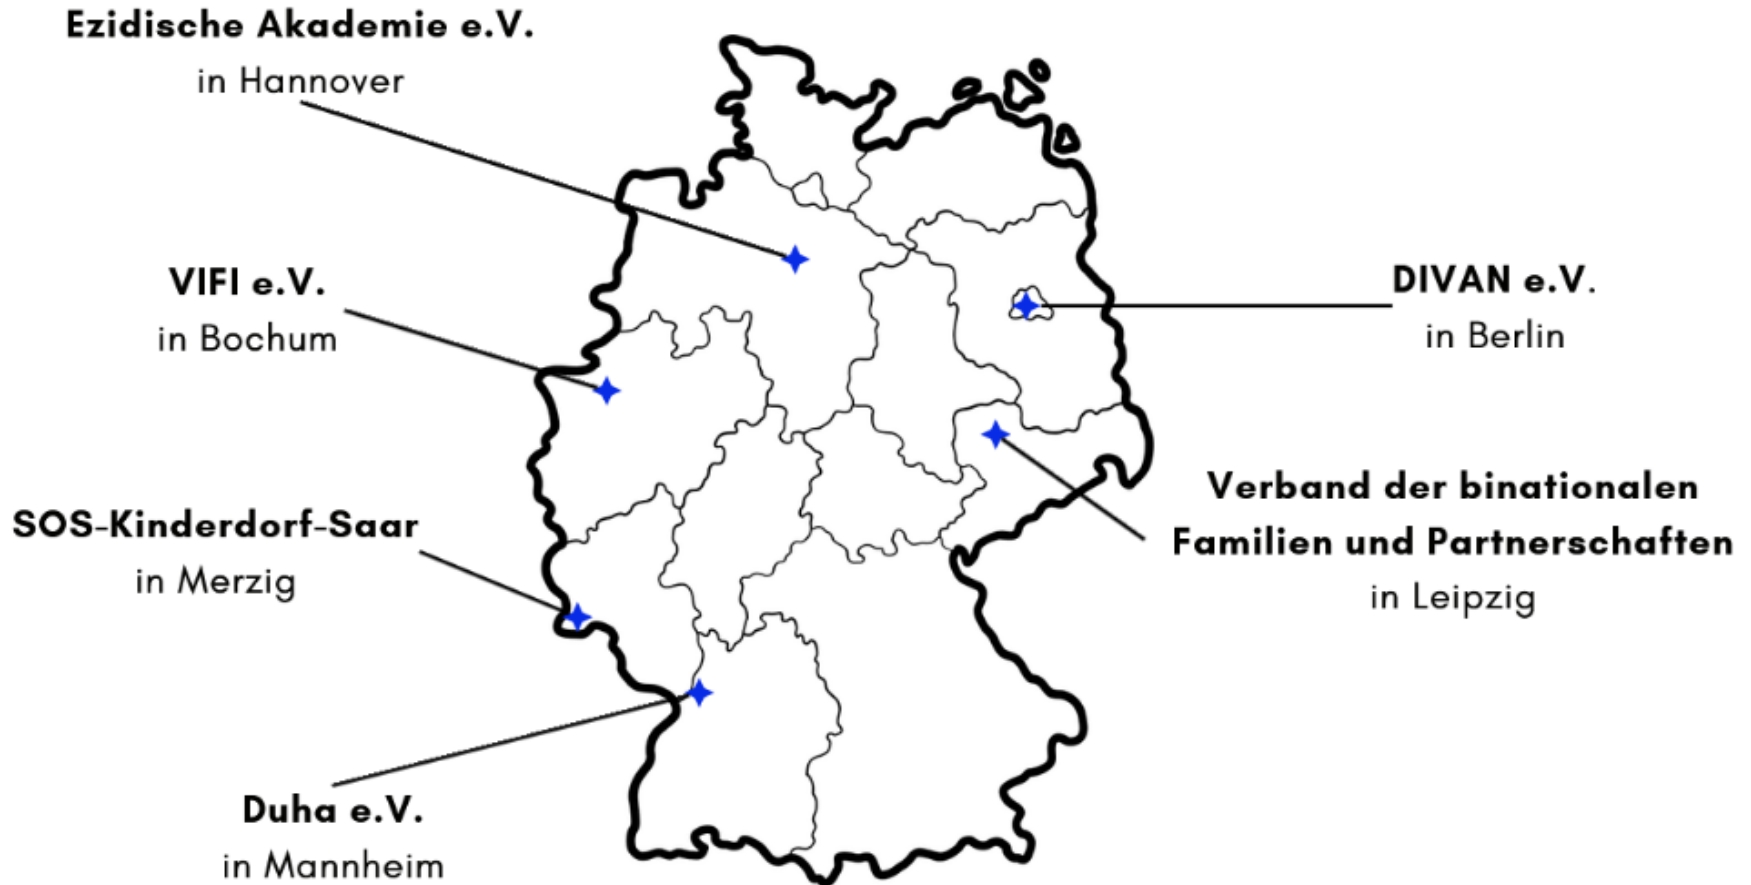 Ezidische Akademie e.V.
in Hannover
VIFI e.V.
in Bochum
DIVAN e.V.
in Berlin
SOS-Kinderdorf-Saar
in Merzig
Verband der binationalen
Familien und Partnerschaften
in Leipzig
Duha e.V.
in Mannheim